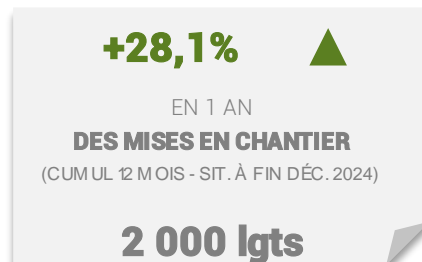 +28,1%
EN 1 AN
DES MISES EN CHANTIER
(CUMUL 12 MOIS - SIT. À FIN DÉC. 2024)
2 000 lgts